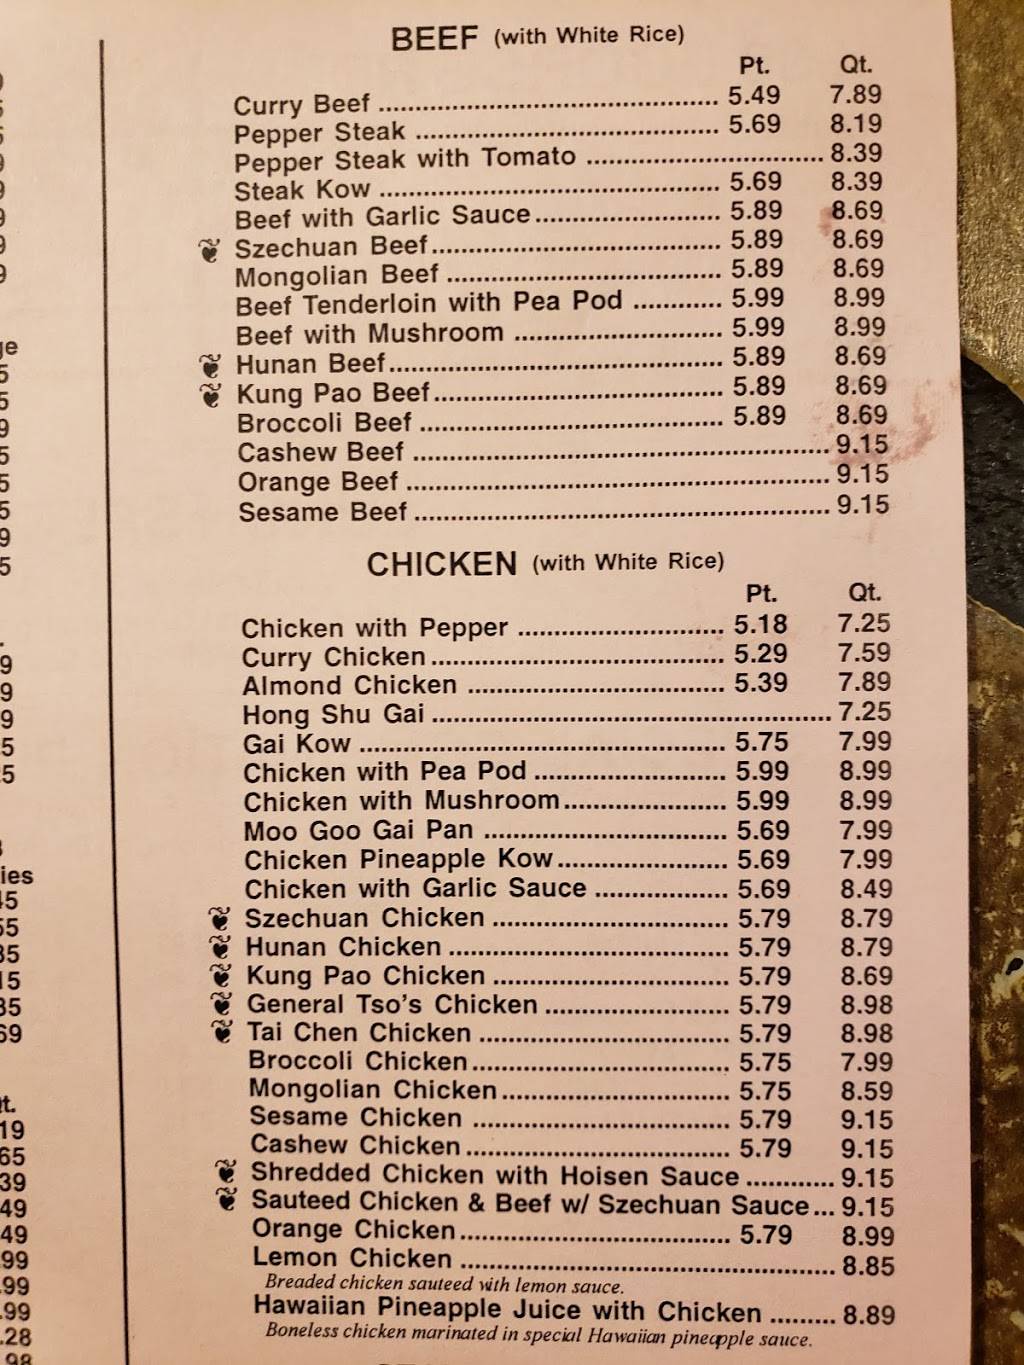 BEEF (with White Rice)
Pt. Qt.
Curry Beef ........ 5.49 7.89
Pepper Steak ........ 5.69 8.19
Pepper Steak with Tomato ........ 8.39
Steak Kow ........ 5.69 8.39
Beef with Garlic Sauce ........ 5.89 8.69
Szechuan Beef ........ 5.89 8.69
Mongolian Beef ........ 5.89 8.69
Beef Tenderloin with Pea Pod ........ 5.99 8.99
Beef with Mushroom ........ 5.99 8.99
Hunan Beef ........ 5.89 8.69
Kung Pao Beef ........ 5.89 8.69
Broccoli Beef ........ 5.89 8.69
Cashew Beef ........ 9.15
Orange Beef ........ 9.15
Sesame Beef ........ 9.15
CHICKEN (with White Rice)
Pt. Qt.
Chicken with Pepper ........ 5.18 7.25
Curry Chicken ........ 5.29 7.59
Almond Chicken ........ 5.39 7.89
Hong Shu Gai ........ 7.25
Gai Kow ........ 5.75 7.99
Chicken with Pea Pod ........ 5.99 8.99
Chicken with Mushroom ........ 5.99 8.99
Moo Goo Gai Pan ........ 5.69 7.99
Chicken Pineapple Kow ........ 5.69 7.99
Chicken with Garlic Sauce ........ 5.69 8.49
Szechuan Chicken ........ 5.79 8.79
Hunan Chicken ........ 5.79 8.79
Kung Pao Chicken ........ 5.79 8.69
General Tso's Chicken ........ 5.79 8.98
Tai Chen Chicken ........ 5.79 8.98
Broccoli Chicken ........ 5.75 7.99
Mongolian Chicken ........ 5.75 8.59
Sesame Chicken ........ 5.79 9.15
Cashew Chicken ........ 5.79 9.15
Shredded Chicken with Hoisen Sauce ........ 9.15
Sauteed Chicken & Beef w/ Szechuan Sauce ... 9.15
Orange Chicken ........ 5.79 8.99
Lemon Chicken ........ 8.85
Breaded chicken sauteed with lemon sauce.
Hawaiian Pineapple Juice with Chicken ........ 8.89
Boneless chicken marinated in special Hawaiian pineapple sauce.